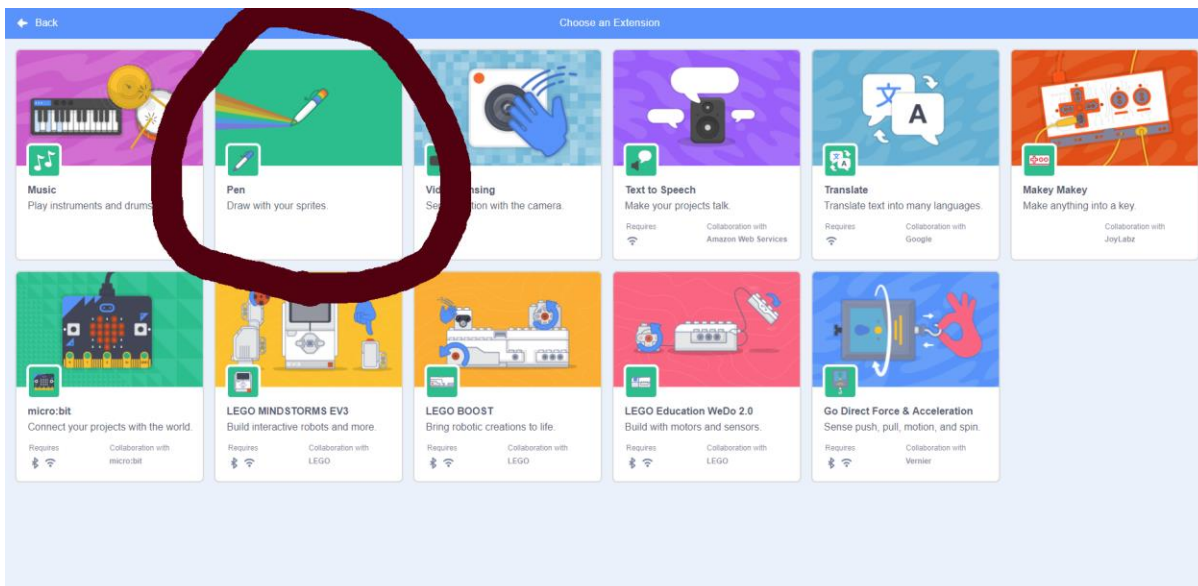 Back
Choose an Extension
Music
Play instruments and drums
Pen
Draw with your sprites.
with the camera.
Text to Speech
Make your projects talk.
Requires
Collaboration with
Amazon Web Services
Translate
Translate text into many languages.
Requires
Collaboration with
Google
A
Makey Makey
Make anything into a key.
Collaboration with
JoyLabz
micro:bit
Connect your projects with the world.
Requires
Collaboration with
micro:bit
LEGO MINDSTORMS EV3
Build interactive robots and more.
Requires
Collaboration with
LEGO
LEGO BOOST
Bring robotic creations to life.
Requires
Collaboration with
LEGO
LEGO Education WeDo 2.0
Build with motors and sensors.
Requires
Collaboration with
LEGO
Go Direct Force & Acceleration
Sense push, pull, motion, and spin.
Requires
Collaboration with
Vernier